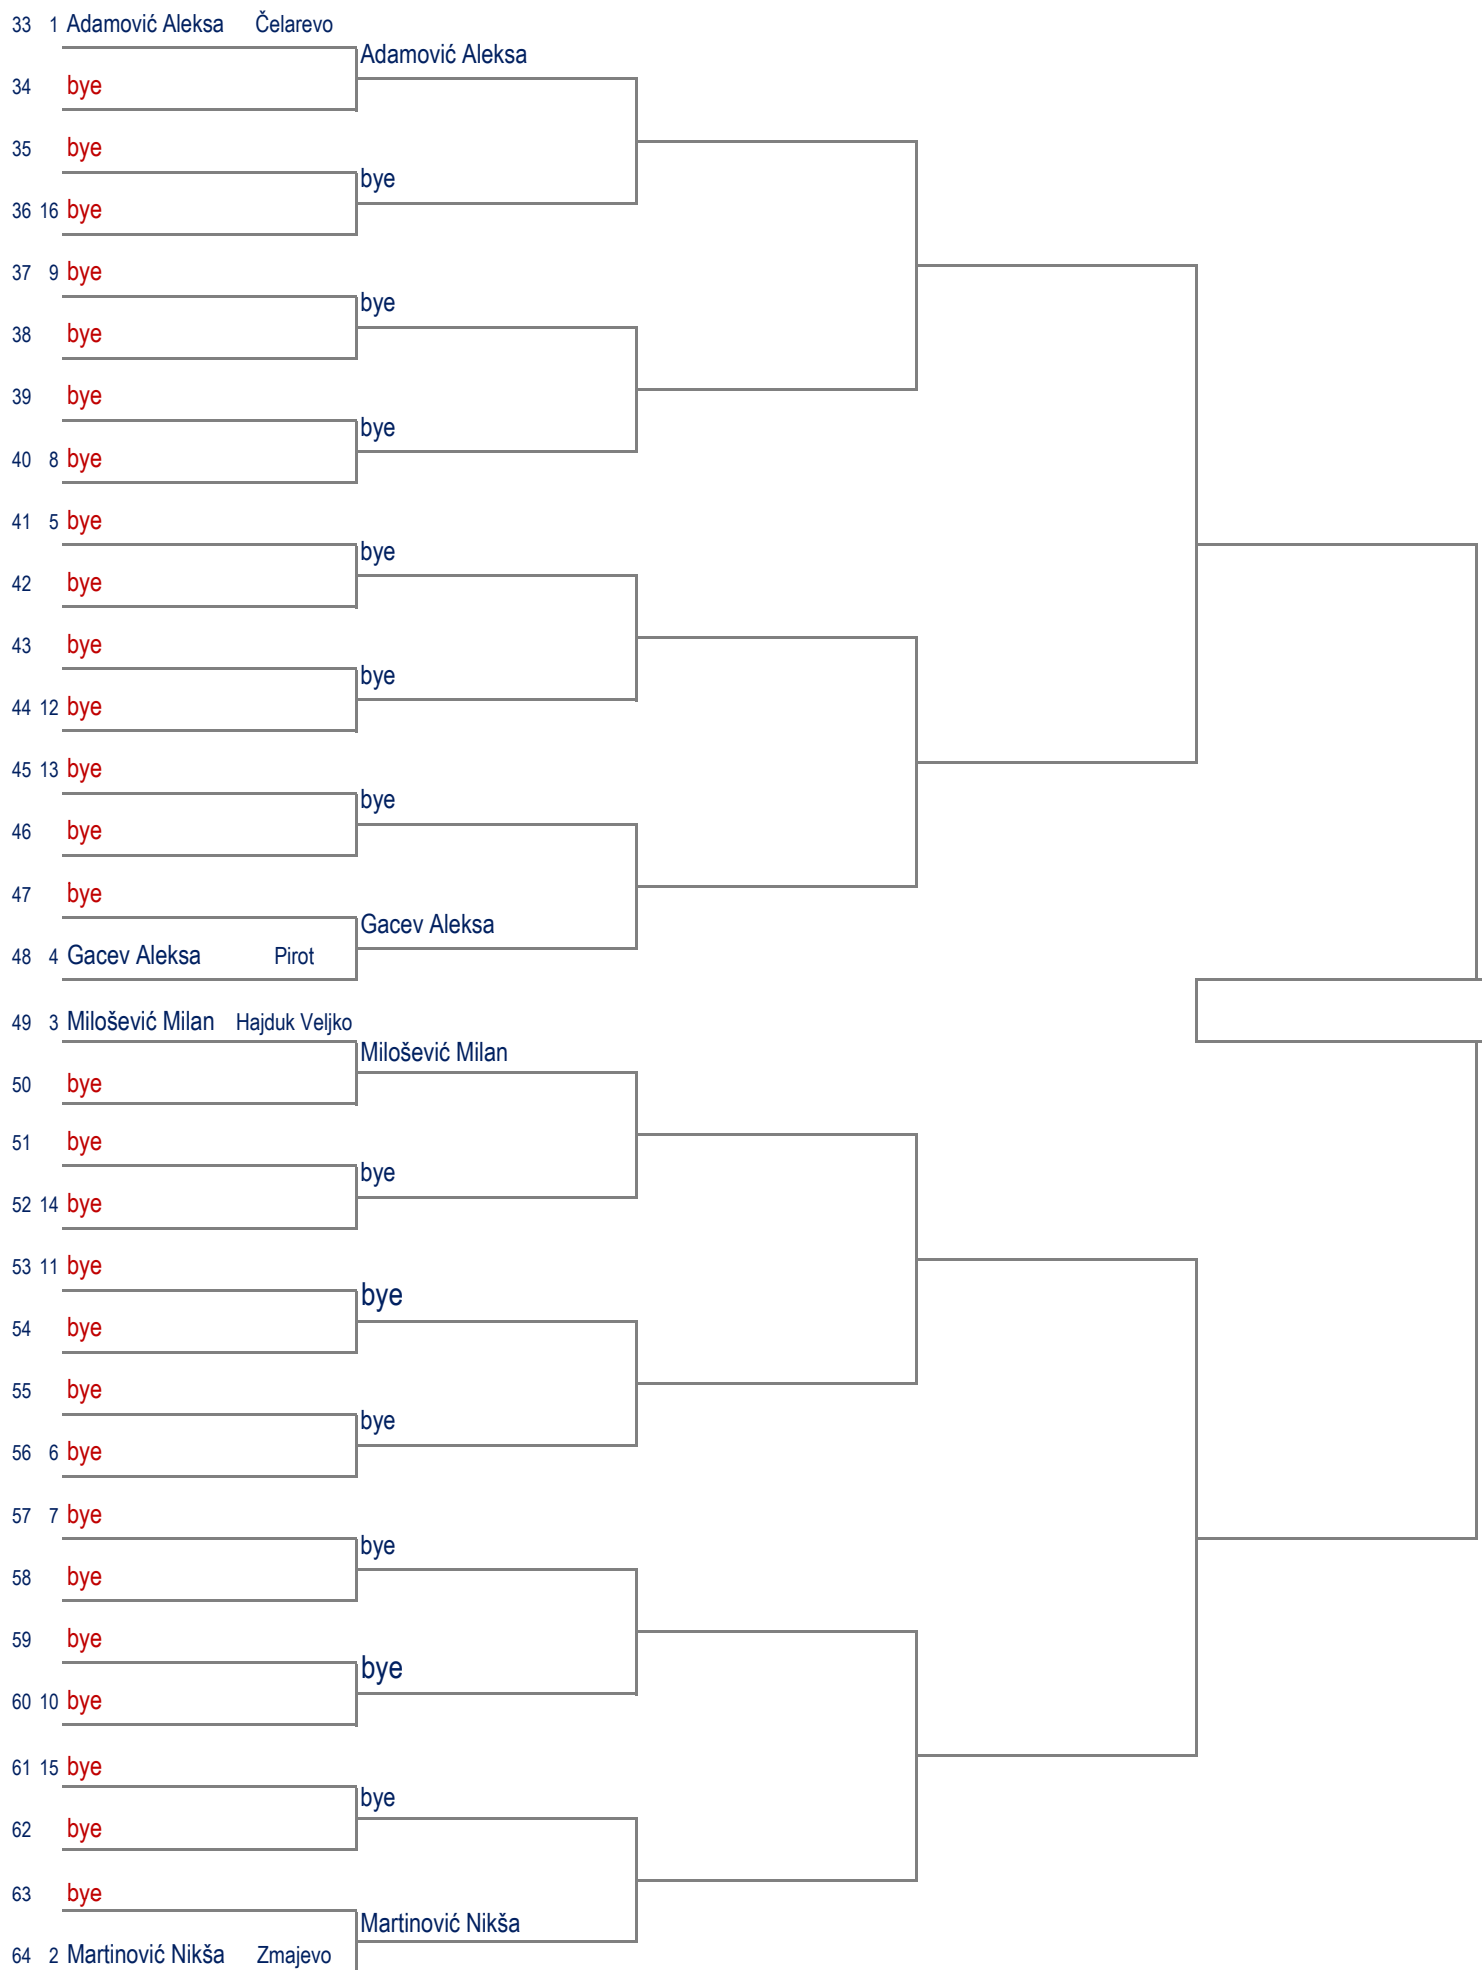 33 1 Adamović Aleksa Čelarevo
Adamović Aleksa
34 bye
35 bye
bye
36 16 bye
37 9 bye
bye
38 bye
39 bye
bye
40 8 bye
41 5 bye
bye
42 bye
43 bye
bye
44 12 bye
45 13 bye
bye
46 bye
47 bye
Gacev Aleksa
48 4 Gacev Aleksa Pirot
49 3 Milošević Milan Hajduk Veljko
Milošević Milan
50 bye
51 bye
bye
52 14 bye
53 11 bye
bye
54 bye
55 bye
bye
56 6 bye
57 7 bye
bye
58 bye
59 bye
bye
60 10 bye
61 15 bye
bye
62 bye
63 bye
Martinović Nikša
64 2 Martinović Nikša Zmajevo